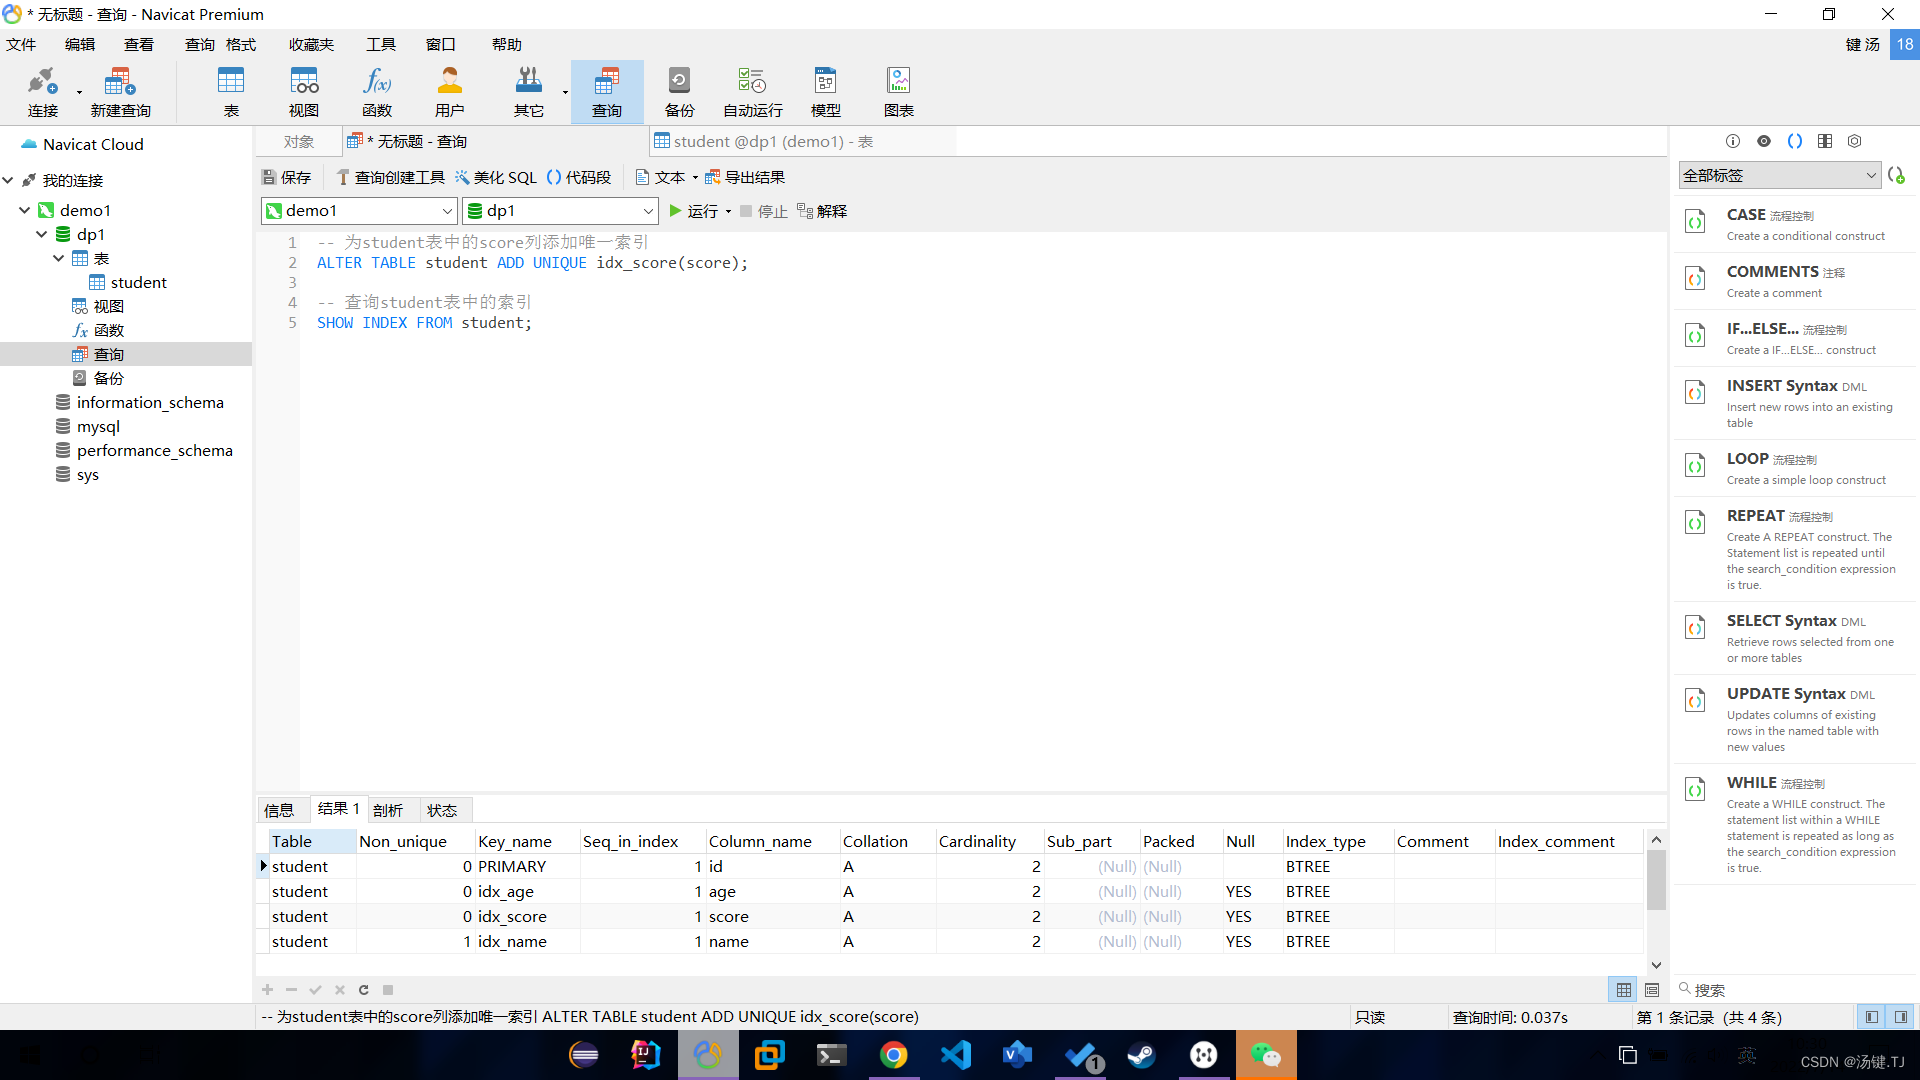 * 无标题 - 查询 - Navicat Premium
文件 编辑 查看 查询 格式 收藏夹 工具 窗口 帮助 键 汤 18
连接 新建查询 表 视图 函数 用户 其它 查询 备份 自动运行 模型 图表
Navicat Cloud
我的连接
demo1
dp1
表
student
视图
函数
查询
备份
information_schema
mysql
performance_schema
sys
对象 * 无标题 - 查询 student @dp1 (demo1) - 表
保存 查询创建工具 美化 SQL 代码段 文本 导出结果
demo1 dp1 运行 停止 解释
1 -- 为student表中的score列添加唯一索引
2 ALTER TABLE student ADD UNIQUE idx_score(score);
3
4 -- 查询student表中的索引
5 SHOW INDEX FROM student;
信息 结果 1 剖析 状态
Table Non_unique Key_name Seq_in_index Column_name Collation Cardinality Sub_part Packed Null Index_type Comment Index_comment
student 0 PRIMARY 1 id A 2 (Null) (Null) BTREE
student 0 idx_age 1 age A 2 (Null) (Null) YES BTREE
student 0 idx_score 1 score A 2 (Null) (Null) YES BTREE
student 1 idx_name 1 name A 2 (Null) (Null) YES BTREE
全部标签
CASE 流程控制
Create a conditional construct
COMMENTS 注释
Create a comment
IF...ELSE... 流程控制
Create a IF...ELSE... construct
INSERT Syntax DML
Insert new rows into an existing
table
LOOP 流程控制
Create a simple loop construct
REPEAT 流程控制
Create A REPEAT construct. The
Statement list is repeated until
the search_condition expression
is true.
SELECT Syntax DML
Retrieve rows selected from one
or more tables
UPDATE Syntax DML
Updates columns of existing
rows in the named table with
new values
WHILE 流程控制
Create a WHILE construct. The
statement list within a WHILE
statement is repeated as long as
the search_condition expression
is true.
搜索
-- 为student表中的score列添加唯一索引 ALTER TABLE student ADD UNIQUE idx_score(score) 只读 查询时间: 0.037s 第 1 条记录 (共 4 条)
1
英
CSDN @汤键.TJ